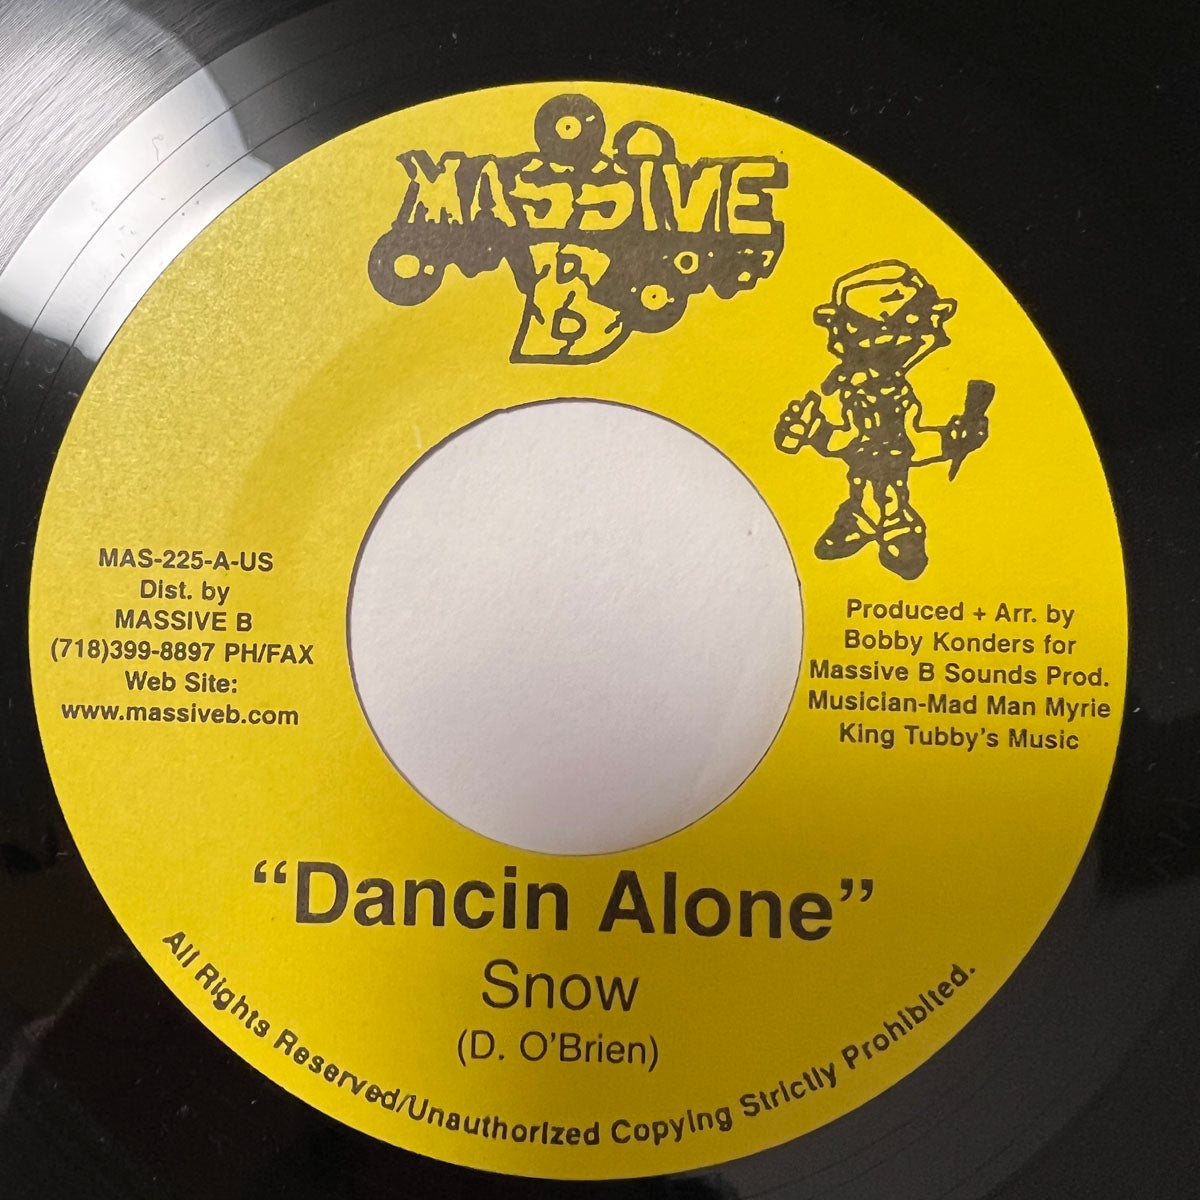 MASSIVE
B
MAS-225-A-US
Dist. by
MASSIVE B
(718)399-8897 PH/FAX
Web Site:
www.massiveb.com
Produced + Arr. by
Bobby Konders for
Massive B Sounds Prod.
Musician-Mad Man Myrie
King Tubby's Music
“Dancin Alone”
Snow
(D. O'Brien)
All Rights Reserved/Unauthorized Copying Strictly Prohibited.